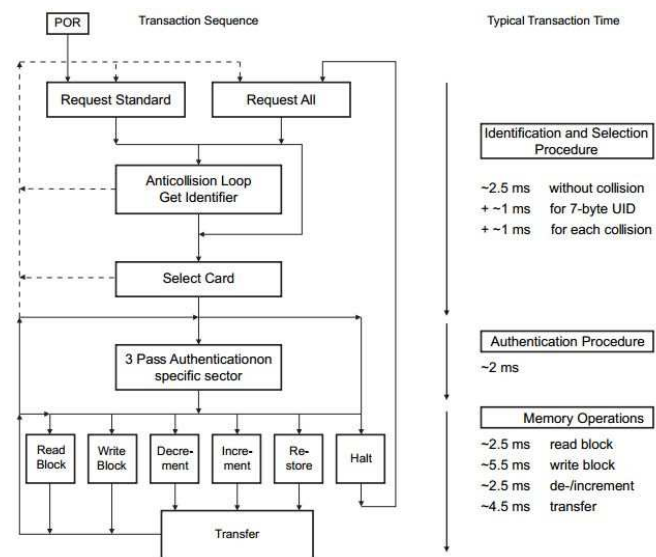 POR
Transaction Sequence
Typical Transaction Time
Request Standard
Request All
Identification and Selection
Procedure
Anticollision Loop
Get Identifier
~2.5 ms without collision
+ ~1 ms for 7-byte UID
+ ~1 ms for each collision
Select Card
Authentication Procedure
3 Pass Authenticationon
specific sector
~2 ms
Memory Operations
Read
Block
Write
Block
Decre-
ment
Incre-
ment
Re-
store
Halt
~2.5 ms read block
~5.5 ms write block
~2.5 ms de-/increment
~4.5 ms transfer
Transfer